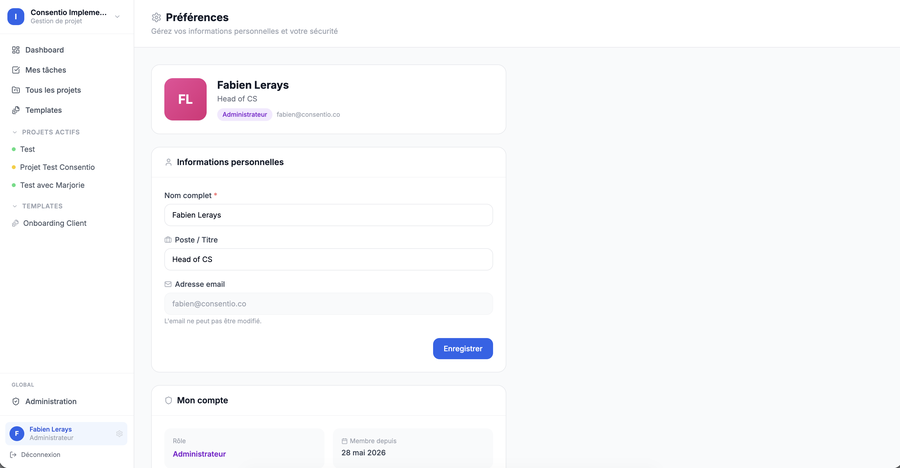 I
Consentio Impleme...
Gestion de projet
Dashboard
Mes tâches
Tous les projets
Templates
PROJETS ACTIFS
Test
Projet Test Consentio
Test avec Marjorie
TEMPLATES
Onboarding Client
GLOBAL
Administration
F
Fabien Lerays
Administrateur
Déconnexion
Préférences
Gérez vos informations personnelles et votre sécurité
FL
Fabien Lerays
Head of CS
Administrateur fabien@consentio.co
Informations personnelles
Nom complet *
Fabien Lerays
Poste / Titre
Head of CS
Adresse email
fabien@consentio.co
L'email ne peut pas être modifié.
Enregistrer
Mon compte
Rôle
Administrateur
Membre depuis
28 mai 2026